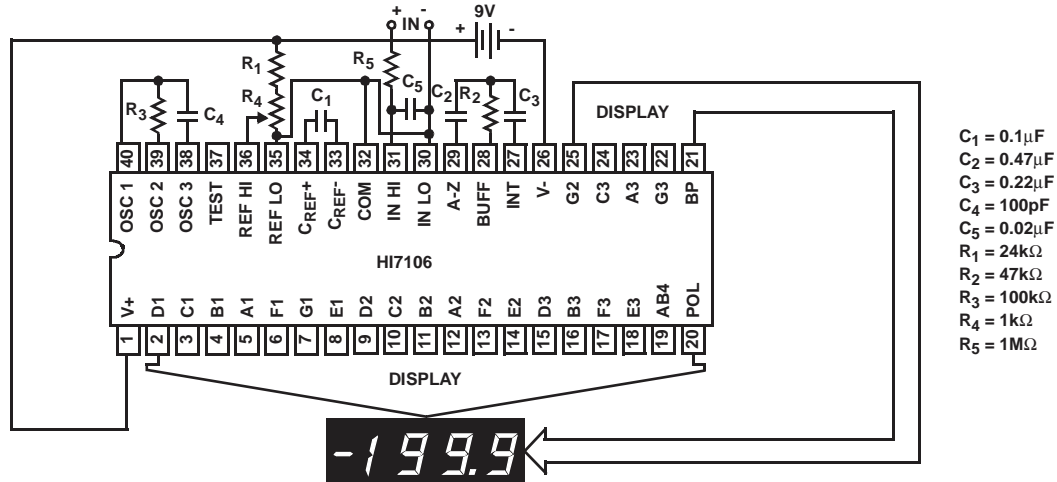 + - IN
9V
+ -
R1
R4
R3
C4
C1
R5
C5
C2
R2
C3
DISPLAY
40 39 38 37 36 35 34 33 32 31 30 29 28 27 26 25 24 23 22 21
OSC 1 OSC 2 OSC 3 TEST REF HI REF LO CREF+ CREF- COM IN HI IN LO A-Z BUFF INT V- G2 C3 A3 G3 BP
HI7106
V+ D1 C1 B1 A1 F1 G1 E1 D2 C2 B2 A2 F2 E2 D3 B3 F3 E3 AB4 POL
1 2 3 4 5 6 7 8 9 10 11 12 13 14 15 16 17 18 19 20
DISPLAY
-199.9
C1 = 0.1µF
C2 = 0.47µF
C3 = 0.22µF
C4 = 100pF
C5 = 0.02µF
R1 = 24kΩ
R2 = 47kΩ
R3 = 100kΩ
R4 = 1kΩ
R5 = 1MΩ